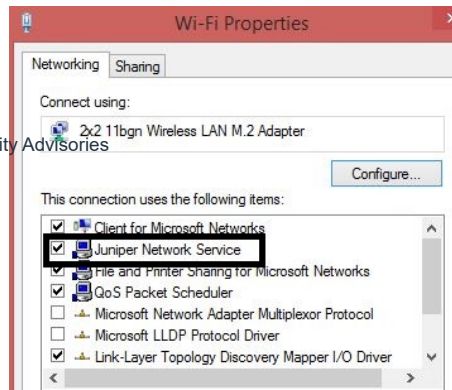 Wi-Fi Properties
Networking
Sharing
Connect using:
2x2 11bgn Wireless LAN M.2 Adapter
ity Advisories
Configure...
This connection uses the following items:
Client for Microsoft Networks
Juniper Network Service
File and Printer Sharing for Microsoft Networks
QoS Packet Scheduler
Microsoft Network Adapter Multiplexor Protocol
Microsoft LLDP Protocol Driver
Link-Layer Topology Discovery Mapper I/O Driver